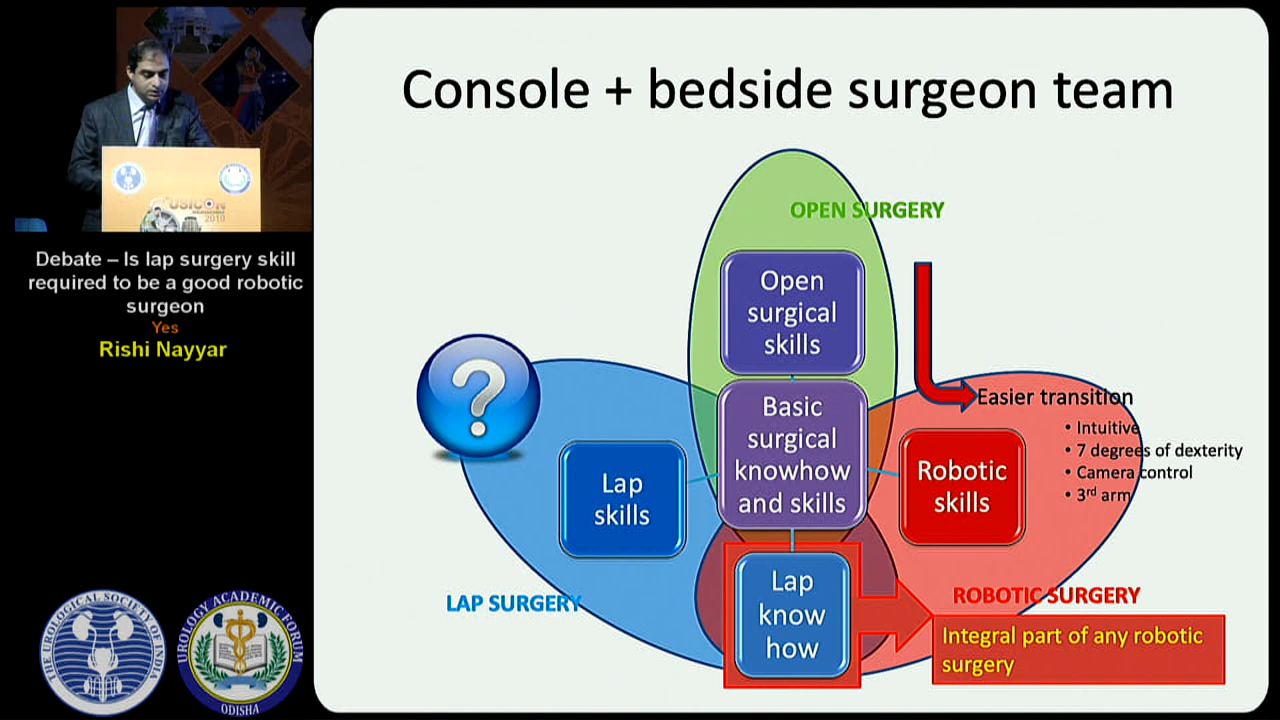 Console + bedside surgeon team
OPEN SURGERY
Open
surgical
skills
Easier transition
• Intuitive
• 7 degrees of dexterity
• Camera control
• 3rd arm
Basic
surgical
knowhow
and skills
?
Lap
skills
Robotic
skills
LAP SURGERY
Lap
know
how
ROBOTIC SURGERY
Integral part of any robotic
surgery
USICON
2018
Debate – Is lap surgery skill
required to be a good robotic
surgeon
Yes
Rishi Nayyar
THE UROLOGICAL SOCIETY OF INDIA
UROLOGY ACADEMIC FORUM
ODISHA